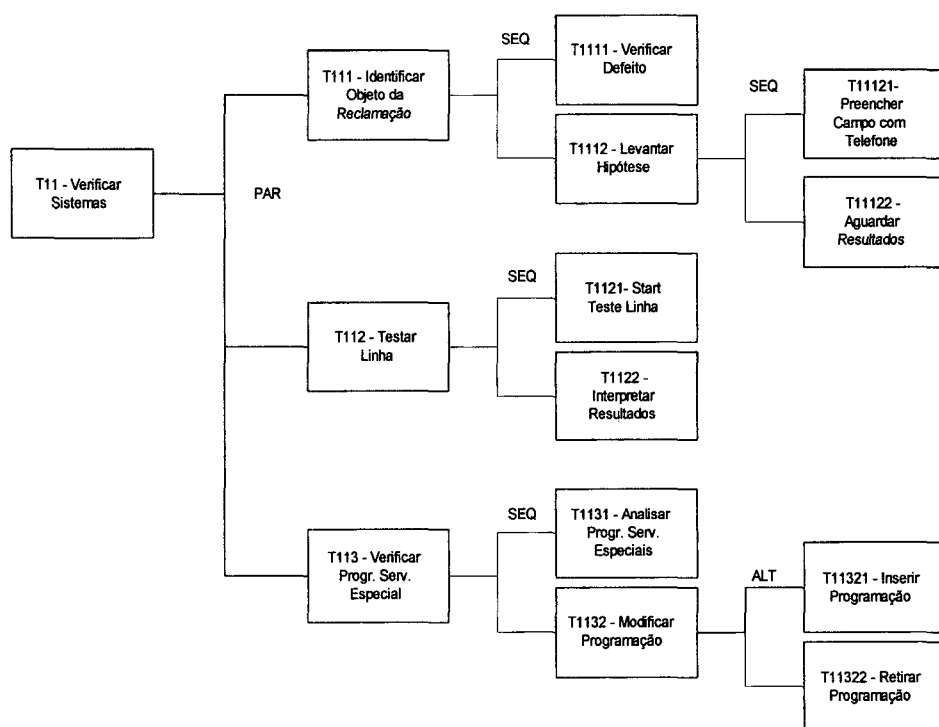 SEQ
T1111 - Verificar
Defeito
T111 - Identificar
Objeto da
Reclamação
SEQ
T11121-
Preencher
Campo com
Telefone
T1112 - Levantar
Hipótese
T11 - Verificar
Sistemas
PAR
T11122 -
Aguardar
Resultados
SEQ
T1121- Start
Teste Linha
T112 - Testar
Linha
T1122 -
Interpretar
Resultados
SEQ
T1131 - Analisar
Progr. Serv.
Especiais
T113 - Verificar
Progr. Serv.
Especial
ALT
T11321 - Inserir
Programação
T1132 - Modificar
Programação
T11322 - Retirar
Programação